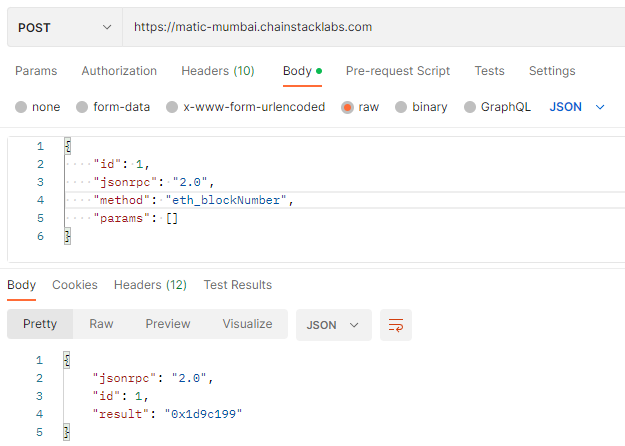 POST https://matic-mumbai.chainstacklabs.com
Params Authorization Headers (10) Body Pre-request Script Tests Settings
none form-data x-www-form-urlencoded raw binary GraphQL JSON
1 {
2 "id": 1,
3 "jsonrpc": "2.0",
4 "method": "eth_blockNumber",
5 "params": []
6 }
Body Cookies Headers (12) Test Results
Pretty Raw Preview Visualize JSON
1 {
2 "jsonrpc": "2.0",
3 "id": 1,
4 "result": "0x1d9c199"
5 }